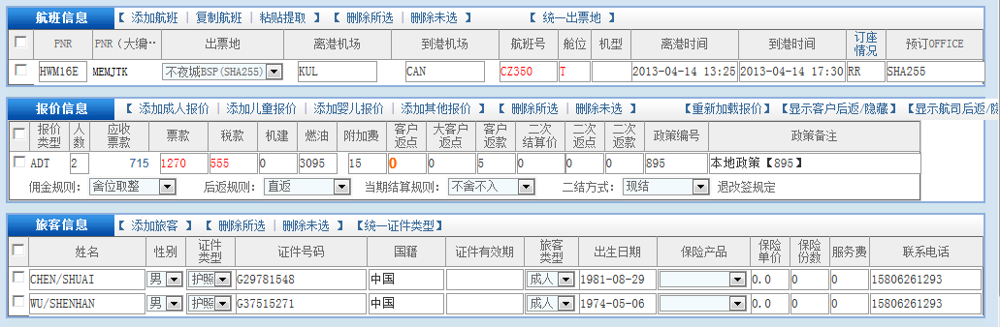 航班信息 【 添加航班 | 复制航班 | 粘贴提取 】 【 删除所选 | 删除未选 】 【 统一出票地 】
PNR PNR（大编… 出票地 离港机场 到港机场 航班号 舱位 机型 离港时间 到港时间 订座情况 预订OFFICE
HWM16E MEMJTK 不夜城BSP(SHA255) KUL CAN CZ350 T 2013-04-14 13:25 2013-04-14 17:30 RR SHA255
报价信息 【 添加成人报价 | 添加儿童报价 | 添加婴儿报价 | 添加其他报价 】 【 删除所选 | 删除未选 】 【重新加载报价】 【显示客户后返/隐藏】 【显示航司后返/隐
报价类型 人数 应收票款 票款 税款 机建 燃油 附加费 客户返点 大客户返点 客户返款 二次结算价 二次返点 二次返款 政策编号 政策备注
ADT 2 715 1270 555 0 3095 15 0 0 5 0 0 0 895 本地政策【895】
佣金规则: 舍位取整 后返规则: 直返 当期结算规则: 不舍不入 二结方式: 现结 退改签规定
旅客信息 【 添加旅客 】 【 删除所选 | 删除未选 】 【统一证件类型】
姓名 性别 证件类型 证件号码 国籍 证件有效期 旅客类型 出生日期 保险产品 保险单价 保险份数 服务费 联系电话
CHEN/SHUAI 男 护照 G29781548 中国 成人 1981-08-29 0.0 0 0 15806261293
WU/SHENHAN 男 护照 G37515271 中国 成人 1974-05-06 0.0 0 0 15806261293